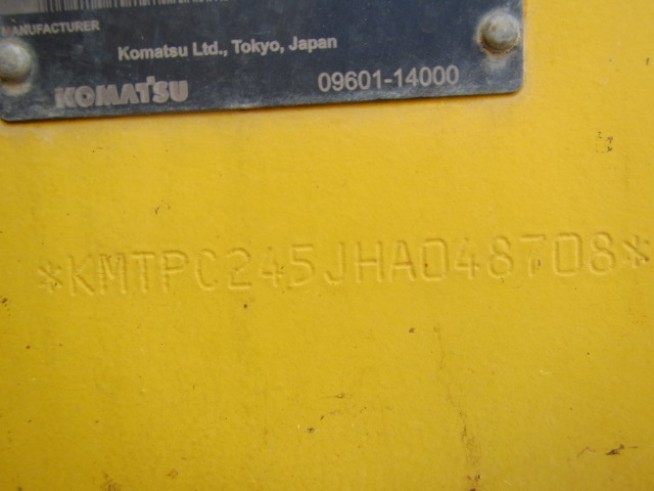 MANUFACTURER
Komatsu Ltd., Tokyo, Japan
KOMATSU 09601-14000
*KMTPC245JHA048708*